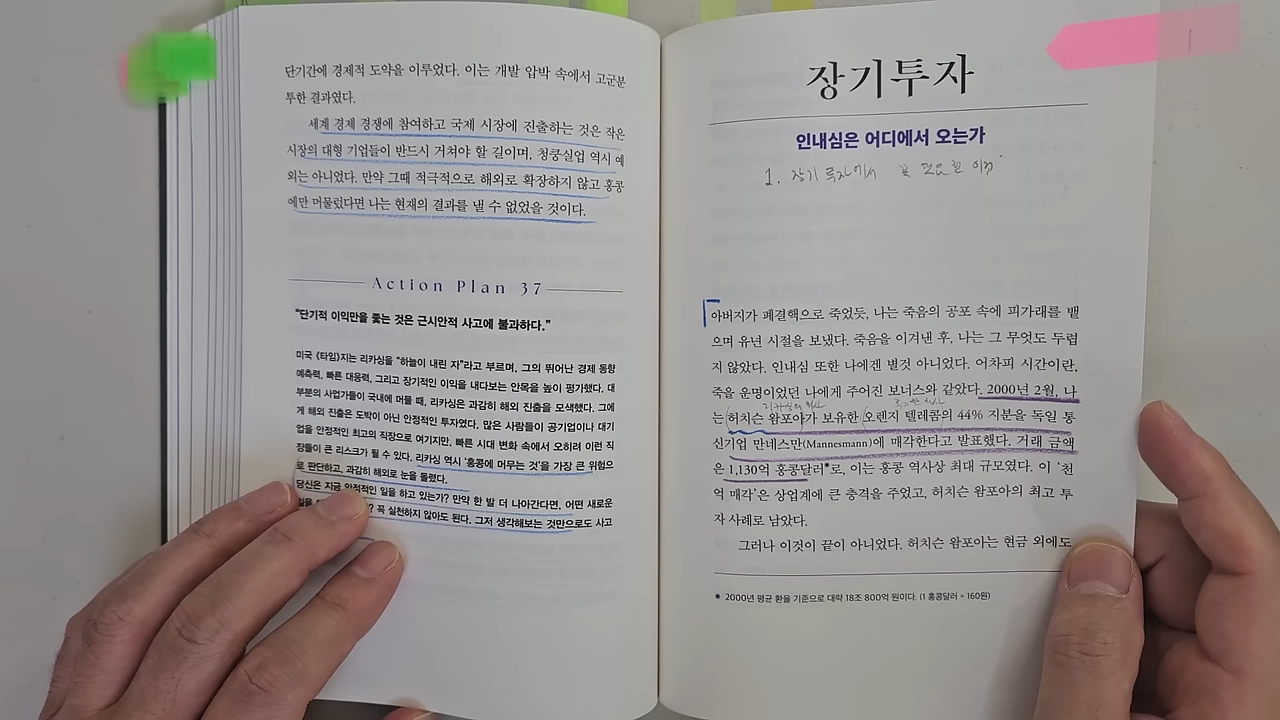 단기간에 경제적 도약을 이루었다. 이는 개발 압박 속에서 고군분
투한 결과였다.
세계 경제 경쟁에 참여하고 국제 시장에 진출하는 것은 작은
시장의 대형 기업들이 반드시 거쳐야 할 길이며, 청쿵실업 역시 예
외는 아니었다. 만약 그때 적극적으로 해외로 확장하지 않고 홍콩
에만 머물렀다면 나는 현재의 결과를 낼 수 없었을 것이다.
Action Plan 37
“단기적 이익만을 좇는 것은 근시안적 사고에 불과하다.”
미국 《타임》지는 리카싱을 “하늘이 내린 자”라고 부르며, 그의 뛰어난 경제 동향
예측력, 빠른 대응력, 그리고 장기적인 이익을 내다보는 안목을 높이 평가했다. 대
부분의 사업가들이 국내에 머물 때, 리카싱은 과감히 해외 진출을 모색했다. 그에
게 해외 진출은 도박이 아닌 안정적인 투자였다. 많은 사람들이 공기업이나 대기
업을 안정적인 최고의 직장으로 여기지만, 빠른 시대 변화 속에서 오히려 이런 직
장들이 큰 리스크가 될 수 있다. 리카싱 역시 ‘홍콩에 머무는 것’을 가장 큰 위험으
로 판단하고, 과감히 해외로 눈을 돌렸다.
당신은 지금 안정적인 일을 하고 있는가? 만약 한 발 더 나아간다면, 어떤 새로운
꼭 실천하지 않아도 된다. 그저 생각해보는 것만으로도 사고
장기투자
인내심은 어디에서 오는가
1. 장기 투자에서 꼭 필요한
아버지가 폐결핵으로 죽었듯, 나는 죽음의 공포 속에 피가래를 뱉
으며 유년 시절을 보냈다. 죽음을 이겨낸 후, 나는 그 무엇도 두렵
지 않았다. 인내심 또한 나에겐 별것 아니었다. 어차피 시간이란,
죽을 운명이었던 나에게 주어진 보너스와 같았다. 2000년 2월, 나
는 허치슨 왐포아가 보유한 오렌지 텔레콤의 44% 지분을 독일 통
신기업 만네스만(Mannesmann)에 매각한다고 발표했다. 거래 금액
은 1,130억 홍콩달러*로, 이는 홍콩 역사상 최대 규모였다. 이 ‘천
억 매각’은 상업계에 큰 충격을 주었고, 허치슨 왐포아의 최고 투
자 사례로 남았다.
그러나 이것이 끝이 아니었다. 허치슨 왐포아는 현금 외에도
* 2000년 평균 환율 기준으로 대략 18조 800억 원이다. (1 홍콩달러 = 160원)